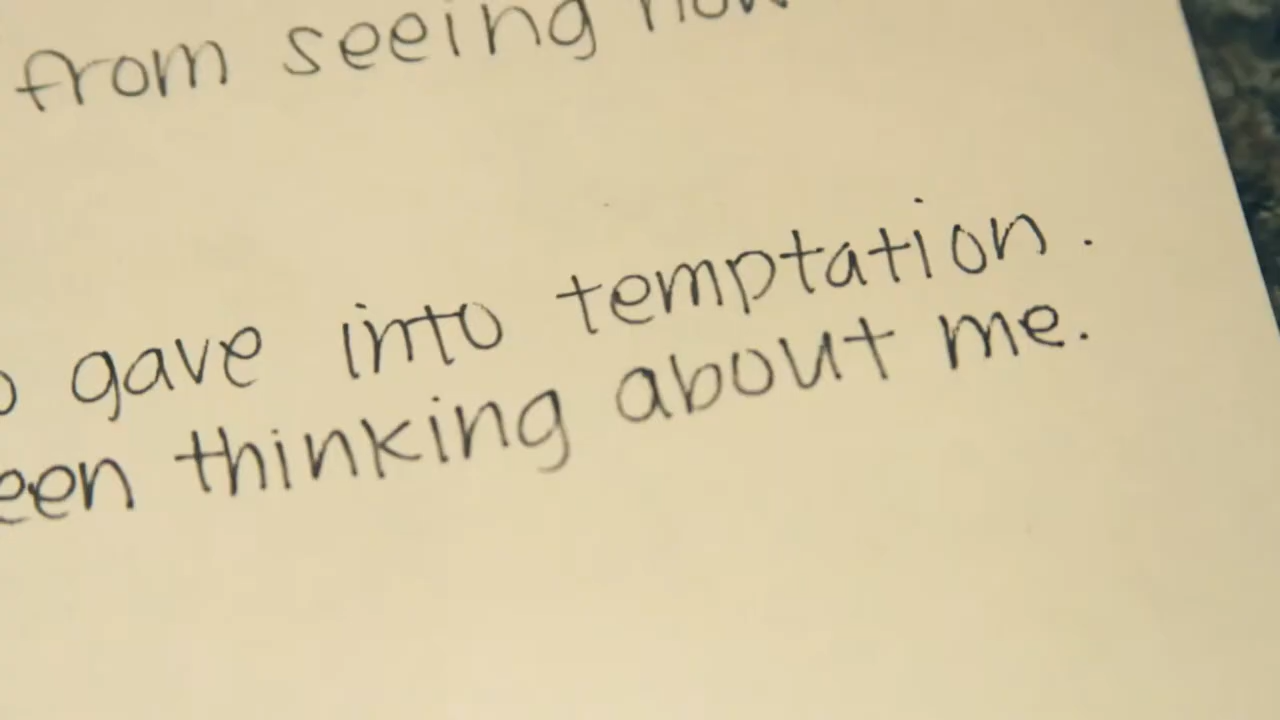 from seeing
gave into temptation.
thinking about me.